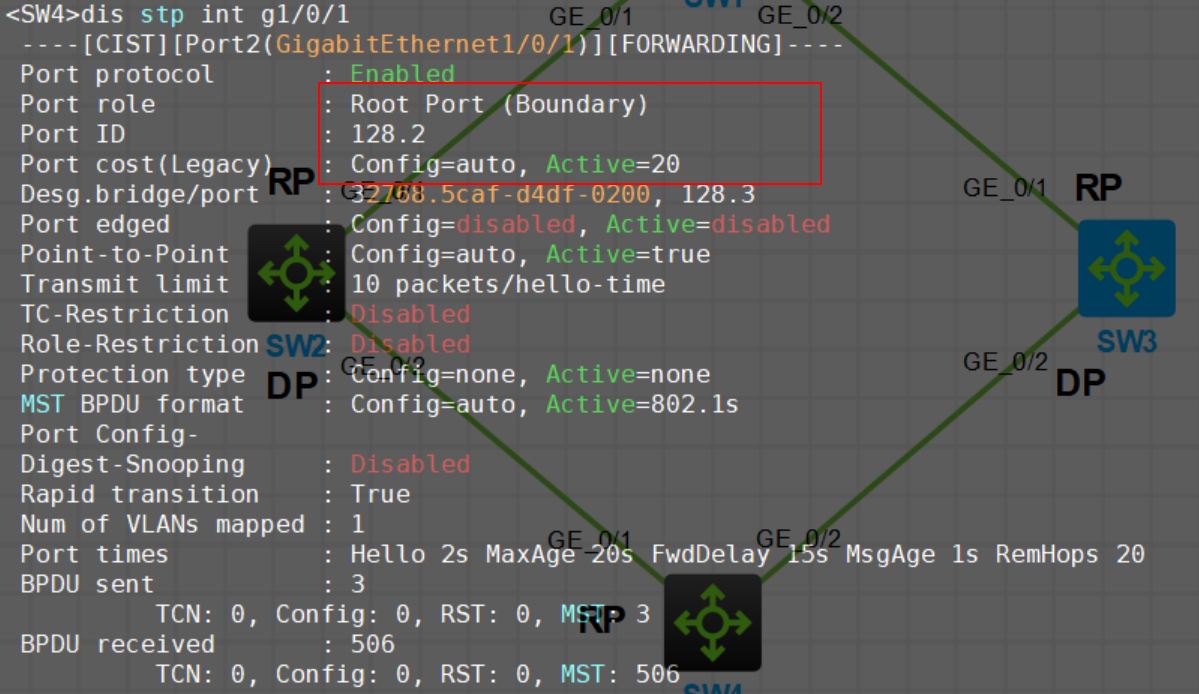 <SW4>dis stp int g1/0/1
GE_0/1
SW1
GE_0/2
----[CIST][Port2(GigabitEthernet1/0/1)][FORWARDING]----
Port protocol : Enabled
Port role : Root Port (Boundary)
Port ID : 128.2
Port cost(Legacy) : Config=auto, Active=20
RP
GE_0/1
RP
Desg.bridge/port : 32768.5caf-d4df-0200, 128.3
Port edged : Config=disabled, Active=disabled
Point-to-Point : Config=auto, Active=true
Transmit limit : 10 packets/hello-time
TC-Restriction : Disabled
Role-Restriction : Disabled
SW2
SW3
GE_0/2
GE_0/2
Protection type : Config=none, Active=none
DP
DP
MST BPDU format : Config=auto, Active=802.1s
Port Config-
Digest-Snooping : Disabled
Rapid transition : True
Num of VLANs mapped : 1
GE_0/1
GE_0/2
Port times : Hello 2s MaxAge 20s FwdDelay 15s MsgAge 1s RemHops 20
BPDU sent : 3
TCN: 0, Config: 0, RST: 0, MST: 3
RP
BPDU received : 506
TCN: 0, Config: 0, RST: 0, MST: 506
SW4